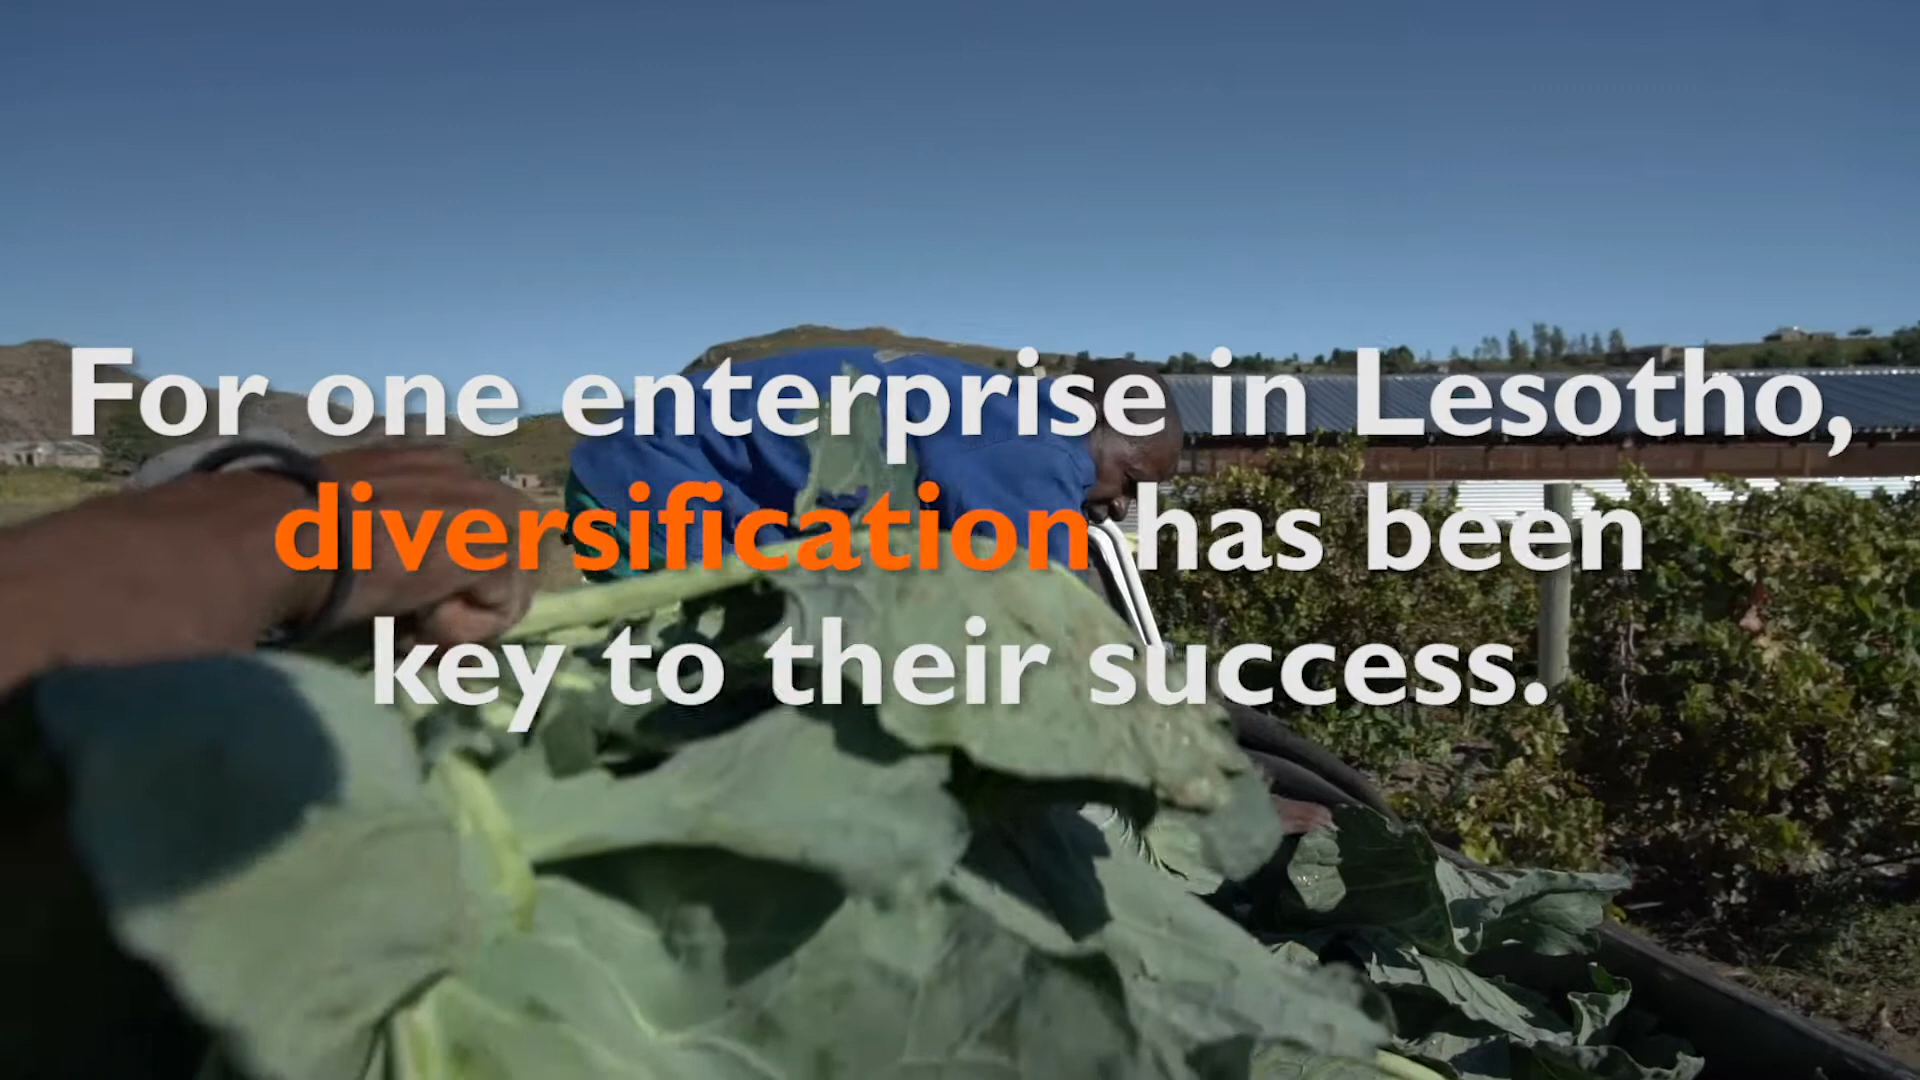 For one enterprise in Lesotho,
diversification has been
key to their success.